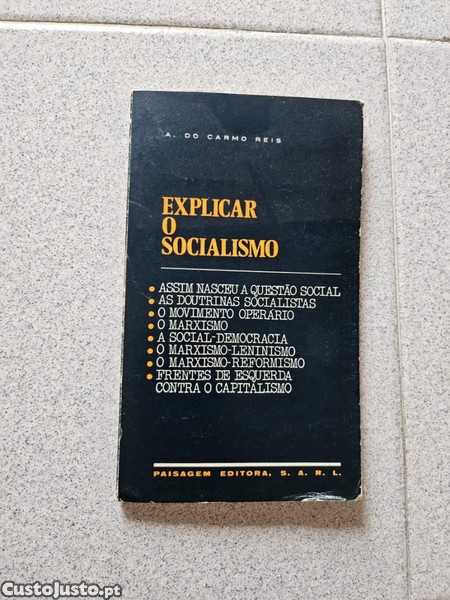 A. DO CARMO REIS
EXPLICAR
O
SOCIALISMO
• ASSIM NASCEU A QUESTÃO SOCIAL
• AS DOUTRINAS SOCIALISTAS
• O MOVIMENTO OPERÁRIO
• O MARXISMO
• A SOCIAL-DEMOCRACIA
• O MARXISMO-LENINISMO
• O MARXISMO-REFORMISMO
• FRENTES DE ESQUERDA
CONTRA O CAPITALISMO
PAISAGEM EDITORA, S. A. R. L.
CustoJusto.pt